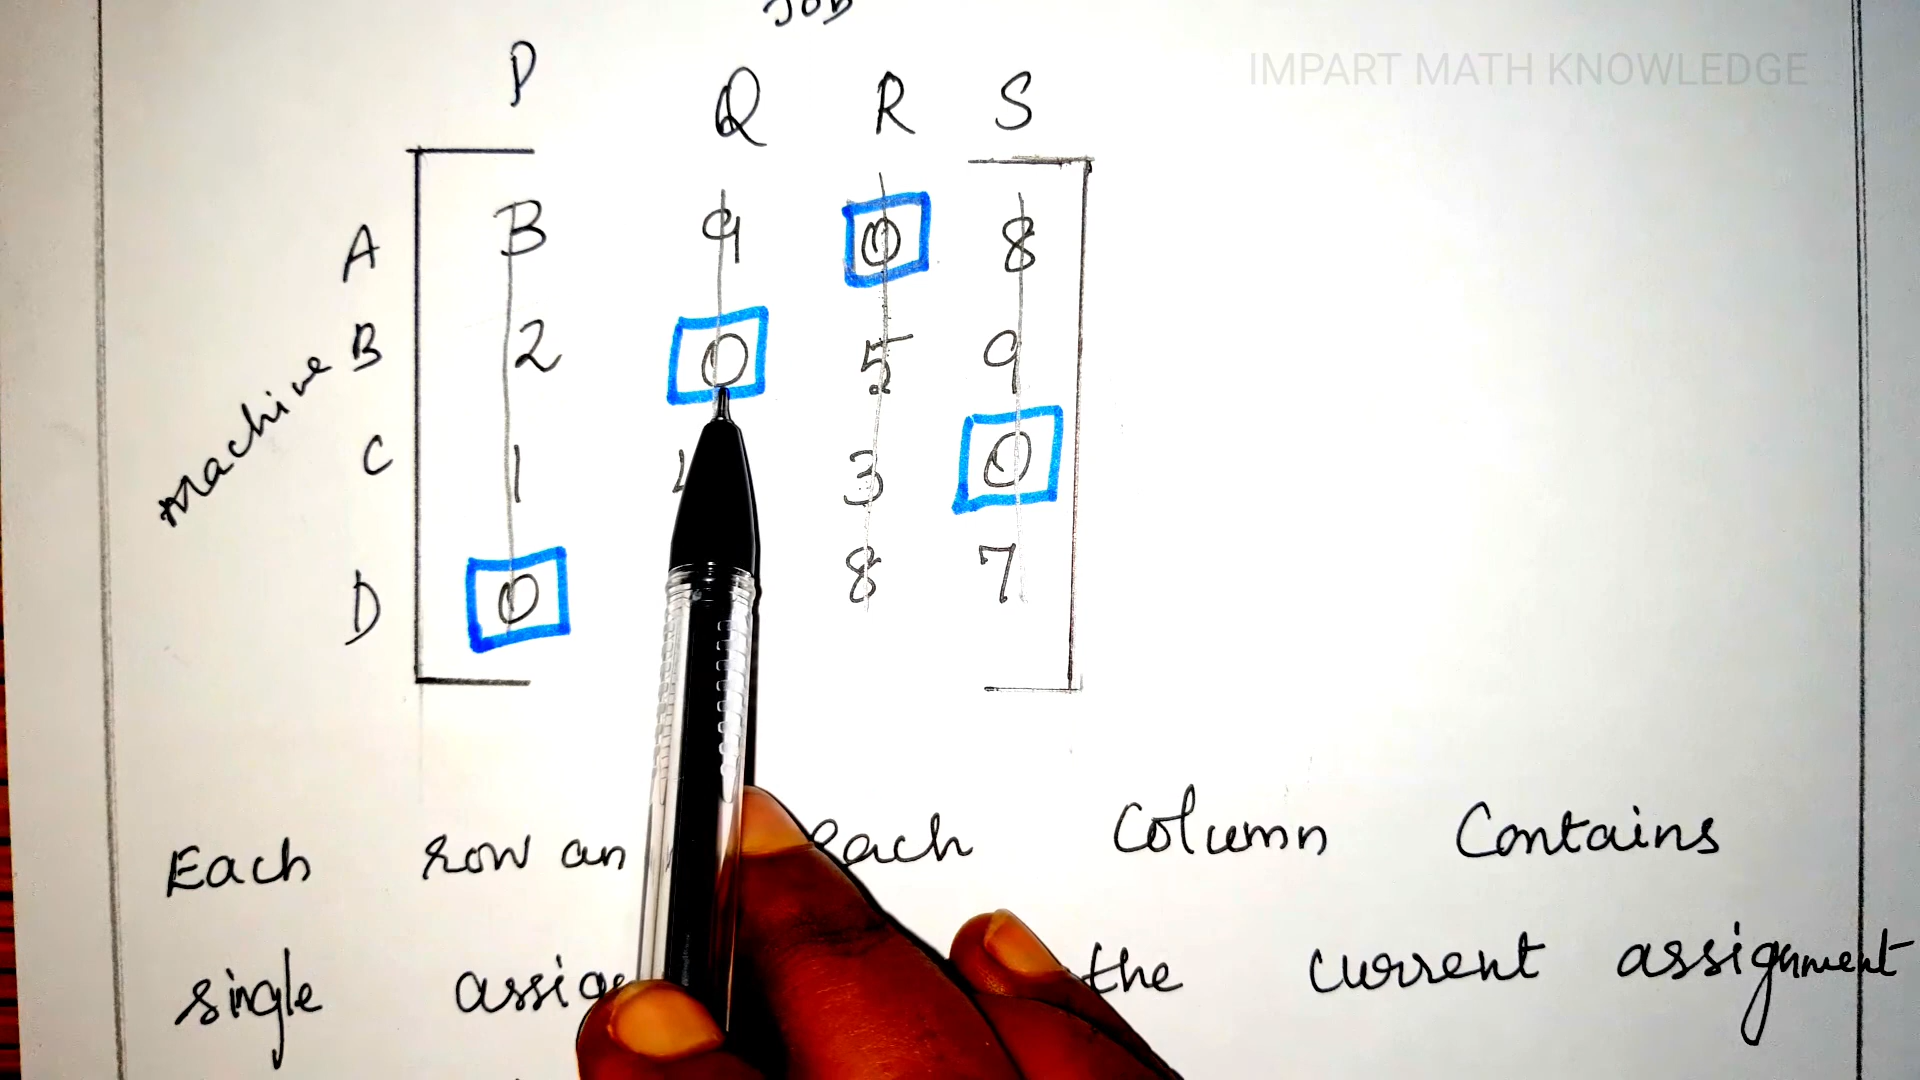 JOB
IMPART MATH KNOWLEDGE
P Q R S
Machine
A 3 9 0 8
B 2 0 5 9
C 1 3 0
D 0 8 7
Each row each Column Contains
single the current assignment